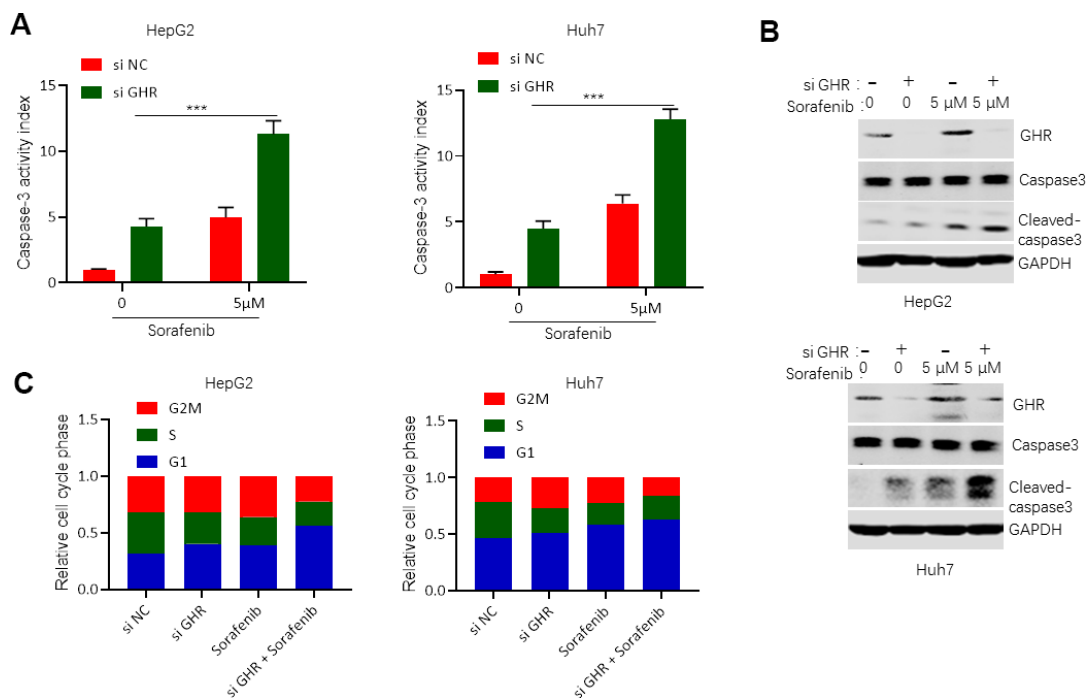 A
HepG2
si NC
si GHR
Caspase-3 activity index
15
10
5
0
***
0 5μM
Sorafenib
Huh7
si NC
si GHR
Caspase-3 activity index
15
10
5
0
***
0 5μM
Sorafenib
B
si GHR : - + - +
Sorafenib : 0 0 5 μM 5 μM
GHR
Caspase3
Cleaved-
caspase3
GAPDH
HepG2
si GHR : - + - +
Sorafenib : 0 0 5 μM 5 μM
GHR
Caspase3
Cleaved-
caspase3
GAPDH
Huh7
C
HepG2
G2M
S
G1
Relative cell cycle phase
1.5
1.0
0.5
0.0
si NC
si GHR
Sorafenib
si GHR + Sorafenib
Huh7
G2M
S
G1
Relative cell cycle phase
1.5
1.0
0.5
0.0
si NC
si GHR
Sorafenib
si GHR + Sorafenib